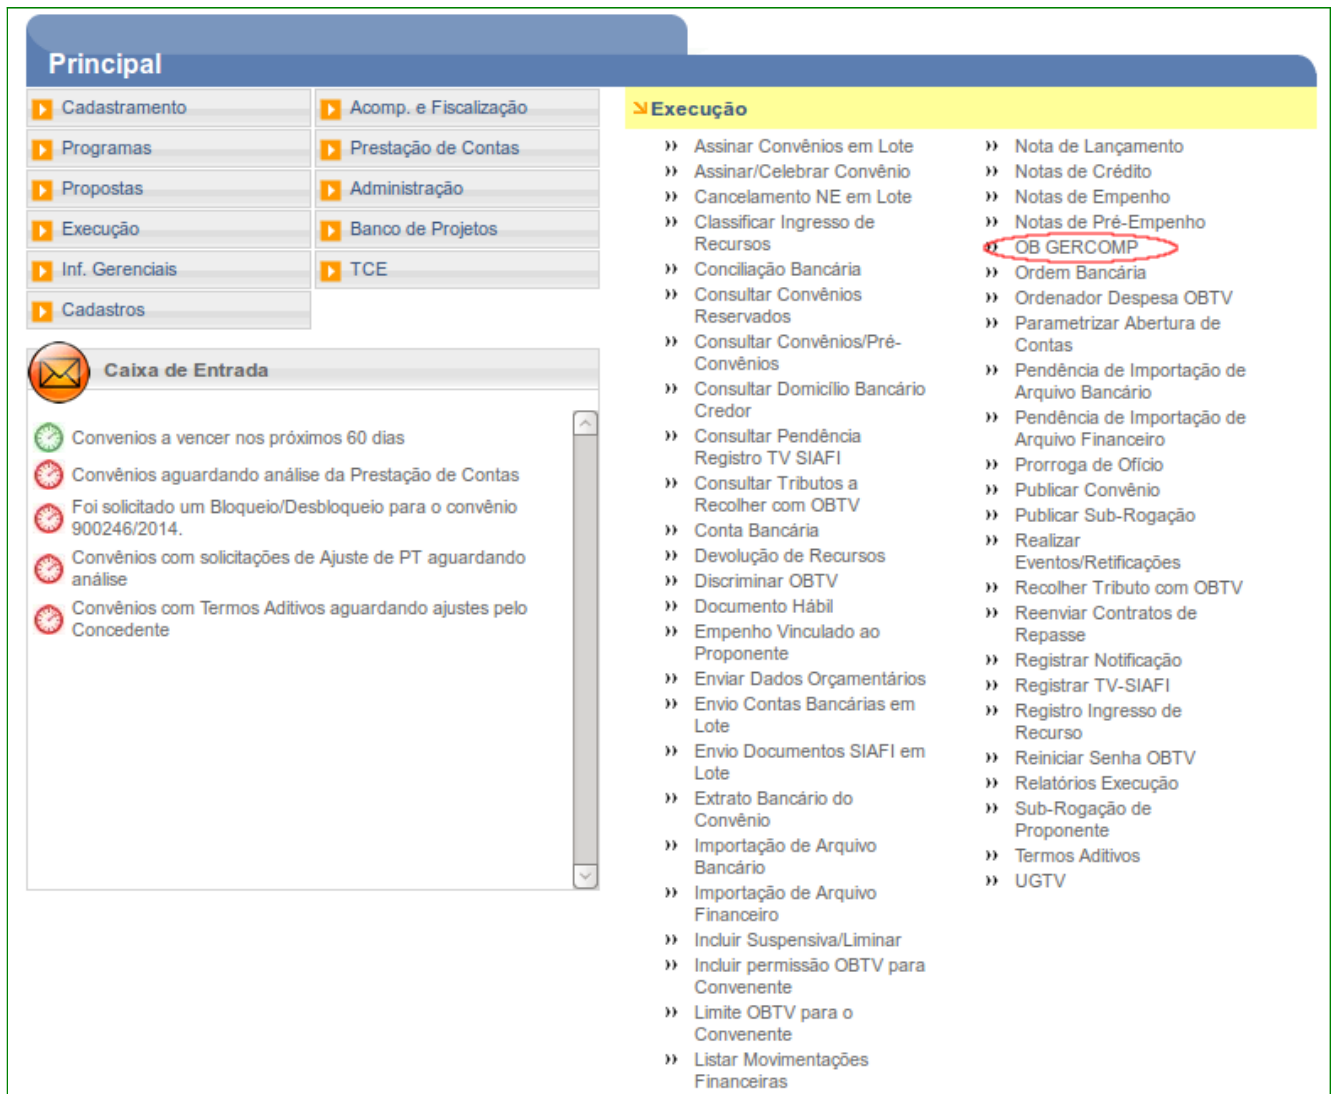 Principal
Cadastramento
Acomp. e Fiscalização
Programas
Prestação de Contas
Propostas
Administração
Execução
Banco de Projetos
Inf. Gerenciais
TCE
Cadastros
Caixa de Entrada
Convenios a vencer nos próximos 60 dias
Convênios aguardando análise da Prestação de Contas
Foi solicitado um Bloqueio/Desbloqueio para o convênio
900246/2014.
Convênios com solicitações de Ajuste de PT aguardando
análise
Convênios com Termos Aditivos aguardando ajustes pelo
Concedente
Execução
Assinar Convênios em Lote
Assinar/Celebrar Convênio
Cancelamento NE em Lote
Classificar Ingresso de
Recursos
Conciliação Bancária
Consultar Convênios
Reservados
Consultar Convênios/Pré-
Convênios
Consultar Domicílio Bancário
Credor
Consultar Pendência
Registro TV SIAFI
Consultar Tributos a
Recolher com OBTV
Conta Bancária
Devolução de Recursos
Discriminar OBTV
Documento Hábil
Empenho Vinculado ao
Proponente
Enviar Dados Orçamentários
Envio Contas Bancárias em
Lote
Envio Documentos SIAFI em
Lote
Extrato Bancário do
Convênio
Importação de Arquivo
Bancário
Importação de Arquivo
Financeiro
Incluir Suspensiva/Liminar
Incluir permissão OBTV para
Convenente
Limite OBTV para o
Convenente
Listar Movimentações
Financeiras
Nota de Lançamento
Notas de Crédito
Notas de Empenho
Notas de Pré-Empenho
OB GERCOMP
Ordem Bancária
Ordenador Despesa OBTV
Parametrizar Abertura de
Contas
Pendência de Importação de
Arquivo Bancário
Pendência de Importação de
Arquivo Financeiro
Prorroga de Ofício
Publicar Convênio
Publicar Sub-Rogação
Realizar
Eventos/Retificações
Recolher Tributo com OBTV
Reenviar Contratos de
Repasse
Registrar Notificação
Registrar TV-SIAFI
Registro Ingresso de
Recurso
Reiniciar Senha OBTV
Relatórios Execução
Sub-Rogação de
Proponente
Termos Aditivos
UGTV